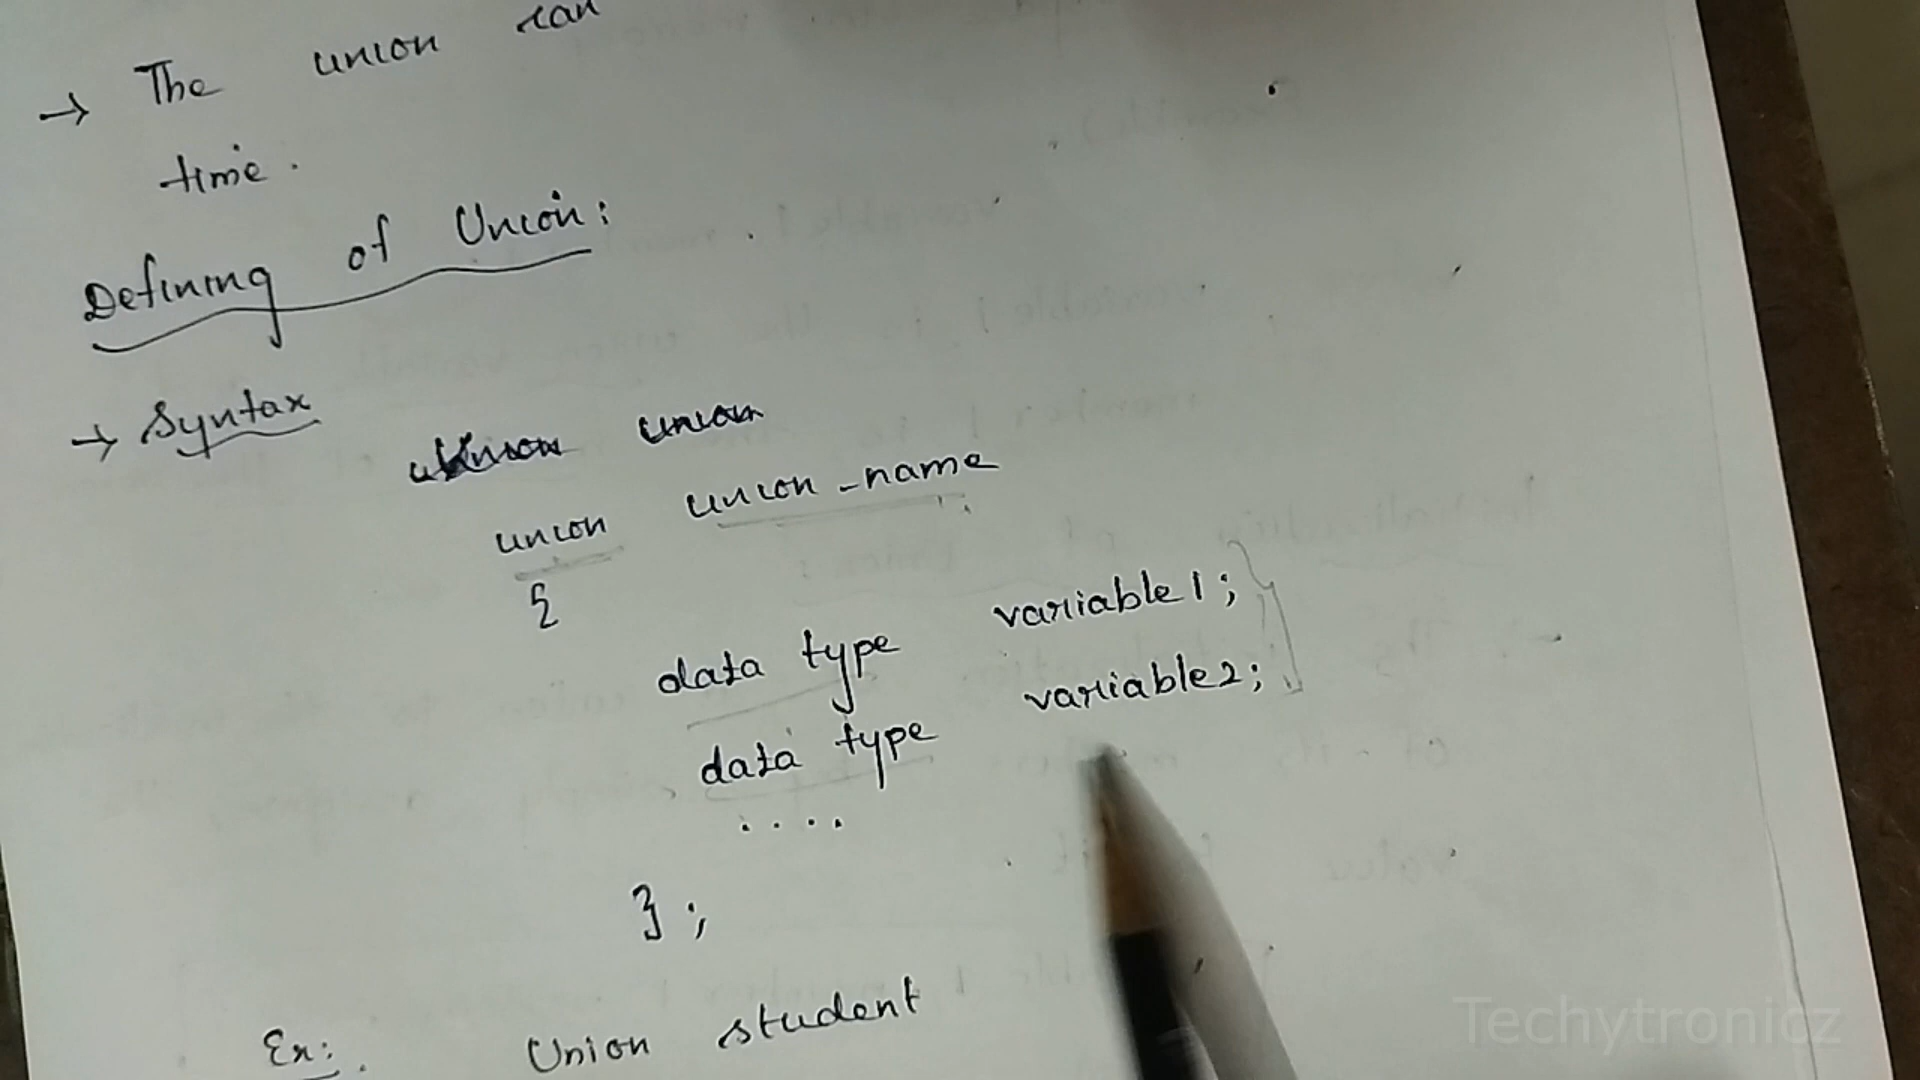 → The union can
time.
Defining of Union:
→ Syntax
union union
union union_name
{
data type variable1;
data type variable2;
....
};
Ex: Union student
Techytronicz